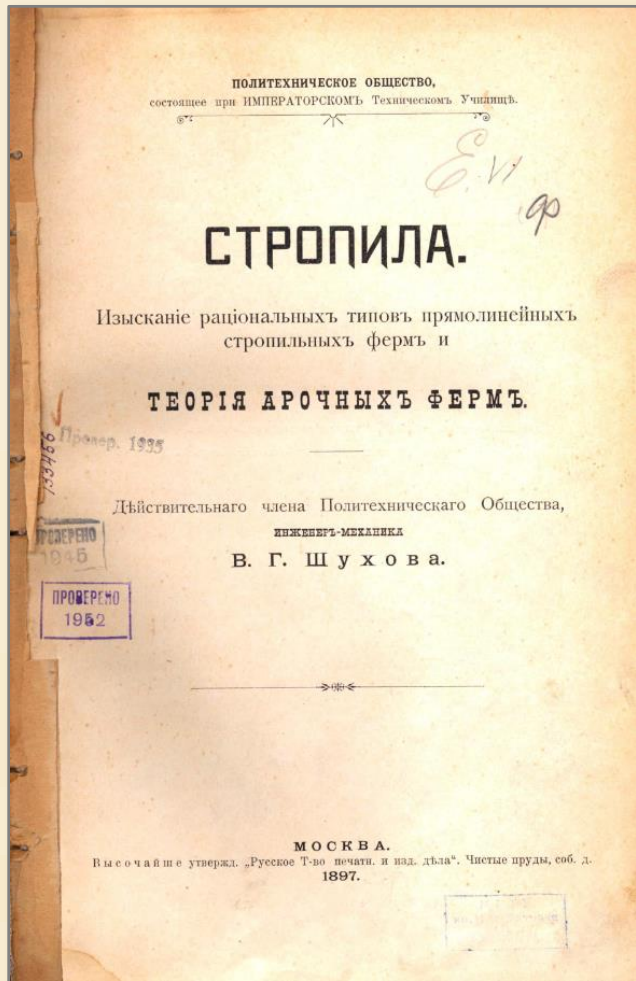 ПОЛИТЕХНИЧЕСКОЕ ОБЩЕСТВО,
состоящее при ИМПЕРАТОРСКОМЪ Техническомъ Училищѣ.
Е. VI
ф
СТРОПИЛА.
Изысканіе раціональныхъ типовъ прямолинейныхъ
стропильныхъ фермъ и
ТЕОРІЯ АРОЧНЫХЪ ФЕРМЪ.
Провер. 1935
Дѣйствительнаго члена Политехническаго Общества,
ИНЖЕНЕРЪ-МЕХАНИКА
В. Г. Шухова.
ПРОВЕРЕНО
1945
ПРОВЕРЕНО
1952
МОСКВА.
Высочайше утвержд. „Русское Т-во печатн. и изд. дѣла“. Чистые пруды, соб. д.
1897.